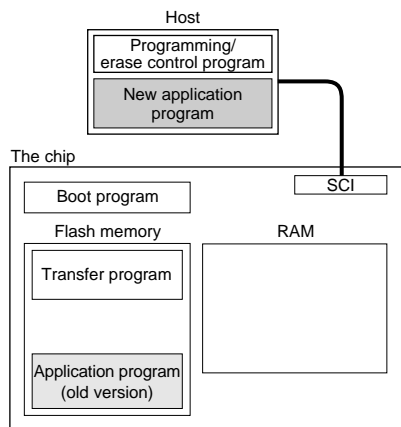 Host
Programming/
erase control program
New application
program
The chip
SCI
Boot program
Flash memory
RAM
Transfer program
Application program
(old version)